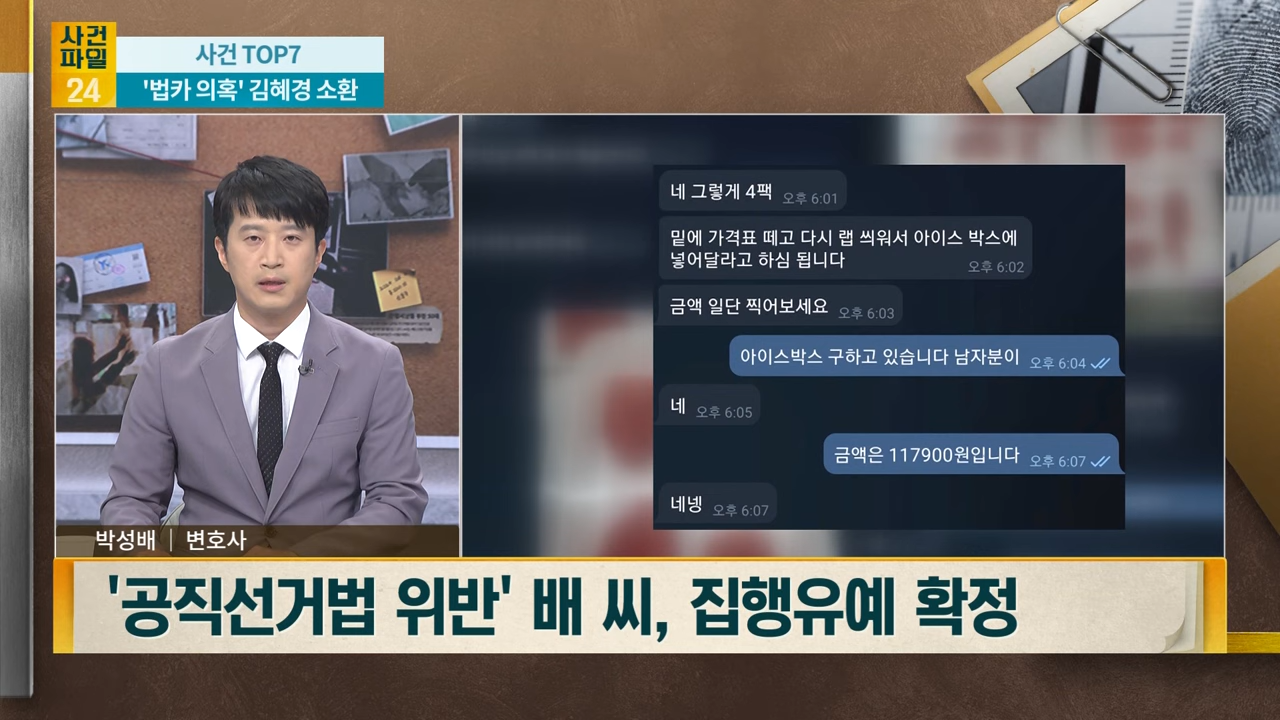 사건
파일
24
사건 TOP7
'법카 의혹' 김혜경 소환
네 그렇게 4팩 오후 6:01
밑에 가격표 떼고 다시 랩 씌워서 아이스 박스에
넣어달라고 하심 됩니다 오후 6:02
금액 일단 찍어보세요 오후 6:03
아이스박스 구하고 있습니다 남자분이 오후 6:04
네 오후 6:05
금액은 117900원입니다 오후 6:07
네넹 오후 6:07
박성배 | 변호사
'공직선거법 위반' 배 씨, 집행유예 확정